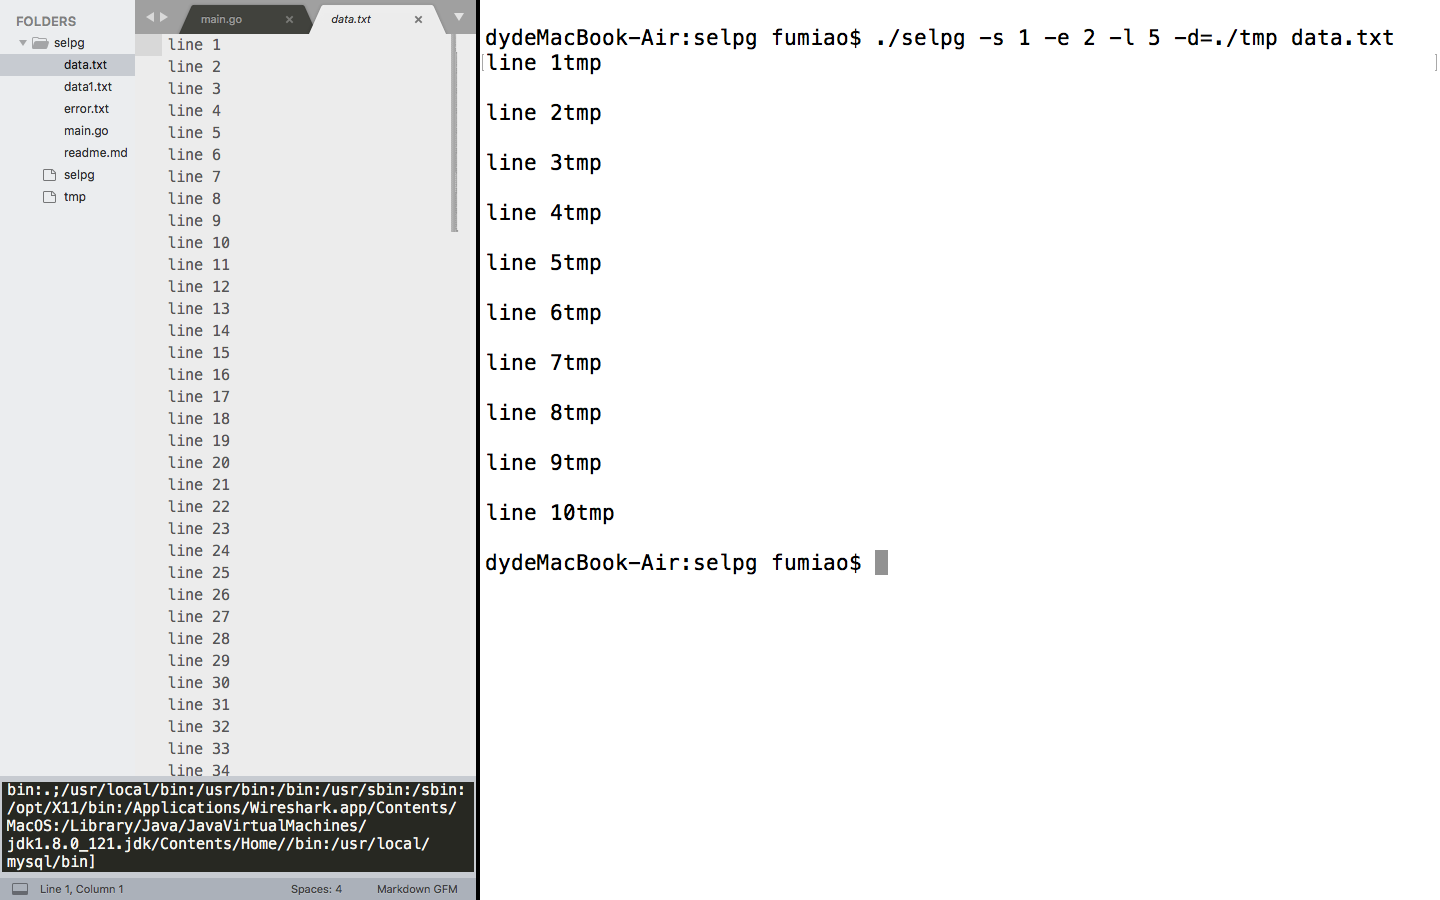 FOLDERS
selpg
data.txt
data1.txt
error.txt
main.go
readme.md
selpg
tmp
main.go
data.txt
line 1
line 2
line 3
line 4
line 5
line 6
line 7
line 8
line 9
line 10
line 11
line 12
line 13
line 14
line 15
line 16
line 17
line 18
line 19
line 20
line 21
line 22
line 23
line 24
line 25
line 26
line 27
line 28
line 29
line 30
line 31
line 32
line 33
line 34
bin:.;/usr/local/bin:/usr/bin:/bin:/usr/sbin:/sbin:
/opt/X11/bin:/Applications/Wireshark.app/Contents/
MacOS:/Library/Java/JavaVirtualMachines/
jdk1.8.0_121.jdk/Contents/Home//bin:/usr/local/
mysql/bin]
Line 1, Column 1
Spaces: 4
Markdown GFM
dydeMacBook-Air:selpg fumiao$ ./selpg -s 1 -e 2 -l 5 -d=./tmp data.txt
line 1tmp
line 2tmp
line 3tmp
line 4tmp
line 5tmp
line 6tmp
line 7tmp
line 8tmp
line 9tmp
line 10tmp
dydeMacBook-Air:selpg fumiao$